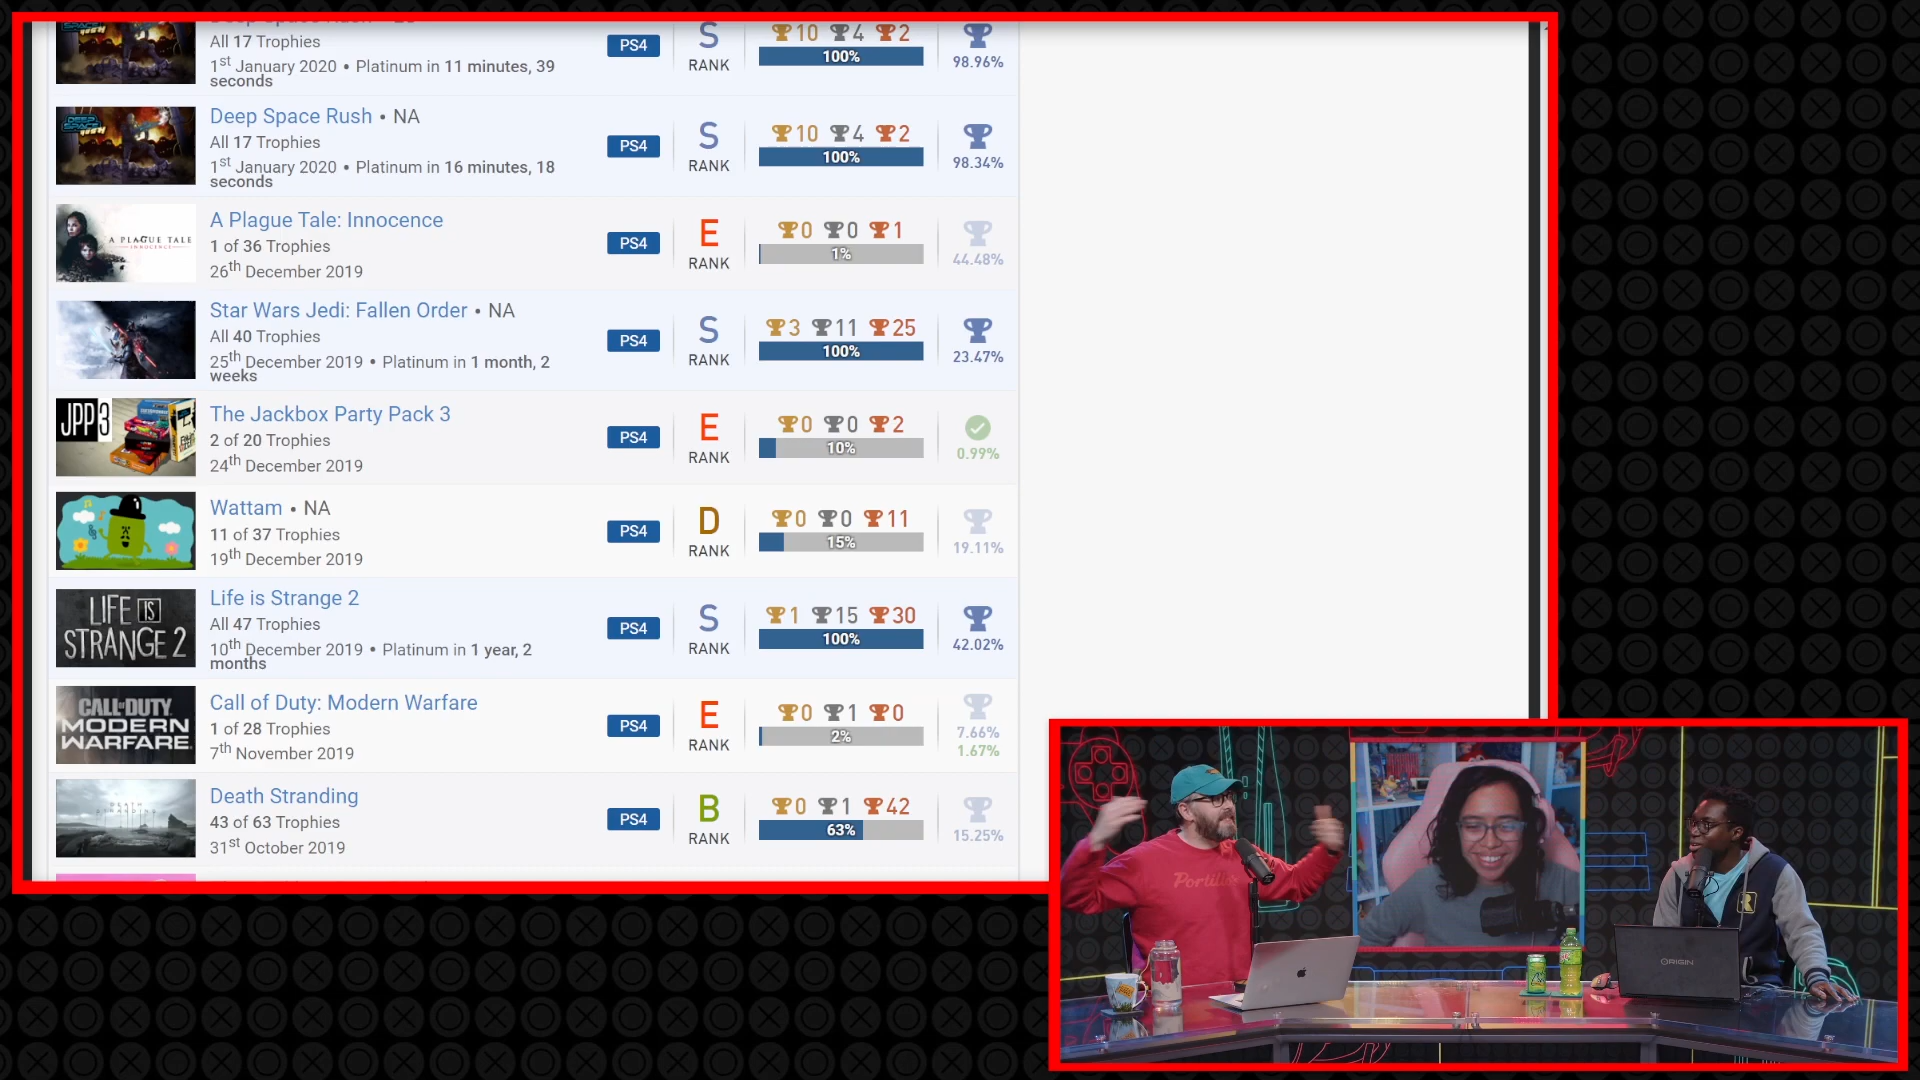 All 17 Trophies
1st January 2020 • Platinum in 11 minutes, 39
seconds
PS4
S
RANK
10 4 2
100%
98.96%
Deep Space Rush • NA
All 17 Trophies
1st January 2020 • Platinum in 16 minutes, 18
seconds
PS4
S
RANK
10 4 2
100%
98.34%
A PLAGUE TALE
INNOCENCE
A Plague Tale: Innocence
1 of 36 Trophies
26th December 2019
PS4
E
RANK
0 0 1
1%
44.48%
Star Wars Jedi: Fallen Order • NA
All 40 Trophies
25th December 2019 • Platinum in 1 month, 2
weeks
PS4
S
RANK
3 11 25
100%
23.47%
JPP3
The Jackbox Party Pack 3
2 of 20 Trophies
24th December 2019
PS4
E
RANK
0 0 2
10%
0.99%
Wattam • NA
11 of 37 Trophies
19th December 2019
PS4
D
RANK
0 0 11
15%
19.11%
LIFE IS
STRANGE 2
Life is Strange 2
All 47 Trophies
10th December 2019 • Platinum in 1 year, 2
months
PS4
S
RANK
1 15 30
100%
42.02%
CALL OF DUTY
MODERN
WARFARE
Call of Duty: Modern Warfare
1 of 28 Trophies
7th November 2019
PS4
E
RANK
0 1 0
2%
7.66%
1.67%
DEATH
STRANDING
Death Stranding
43 of 63 Trophies
31st October 2019
PS4
B
RANK
0 1 42
63%
15.25%
Portillo's
ORIGIN